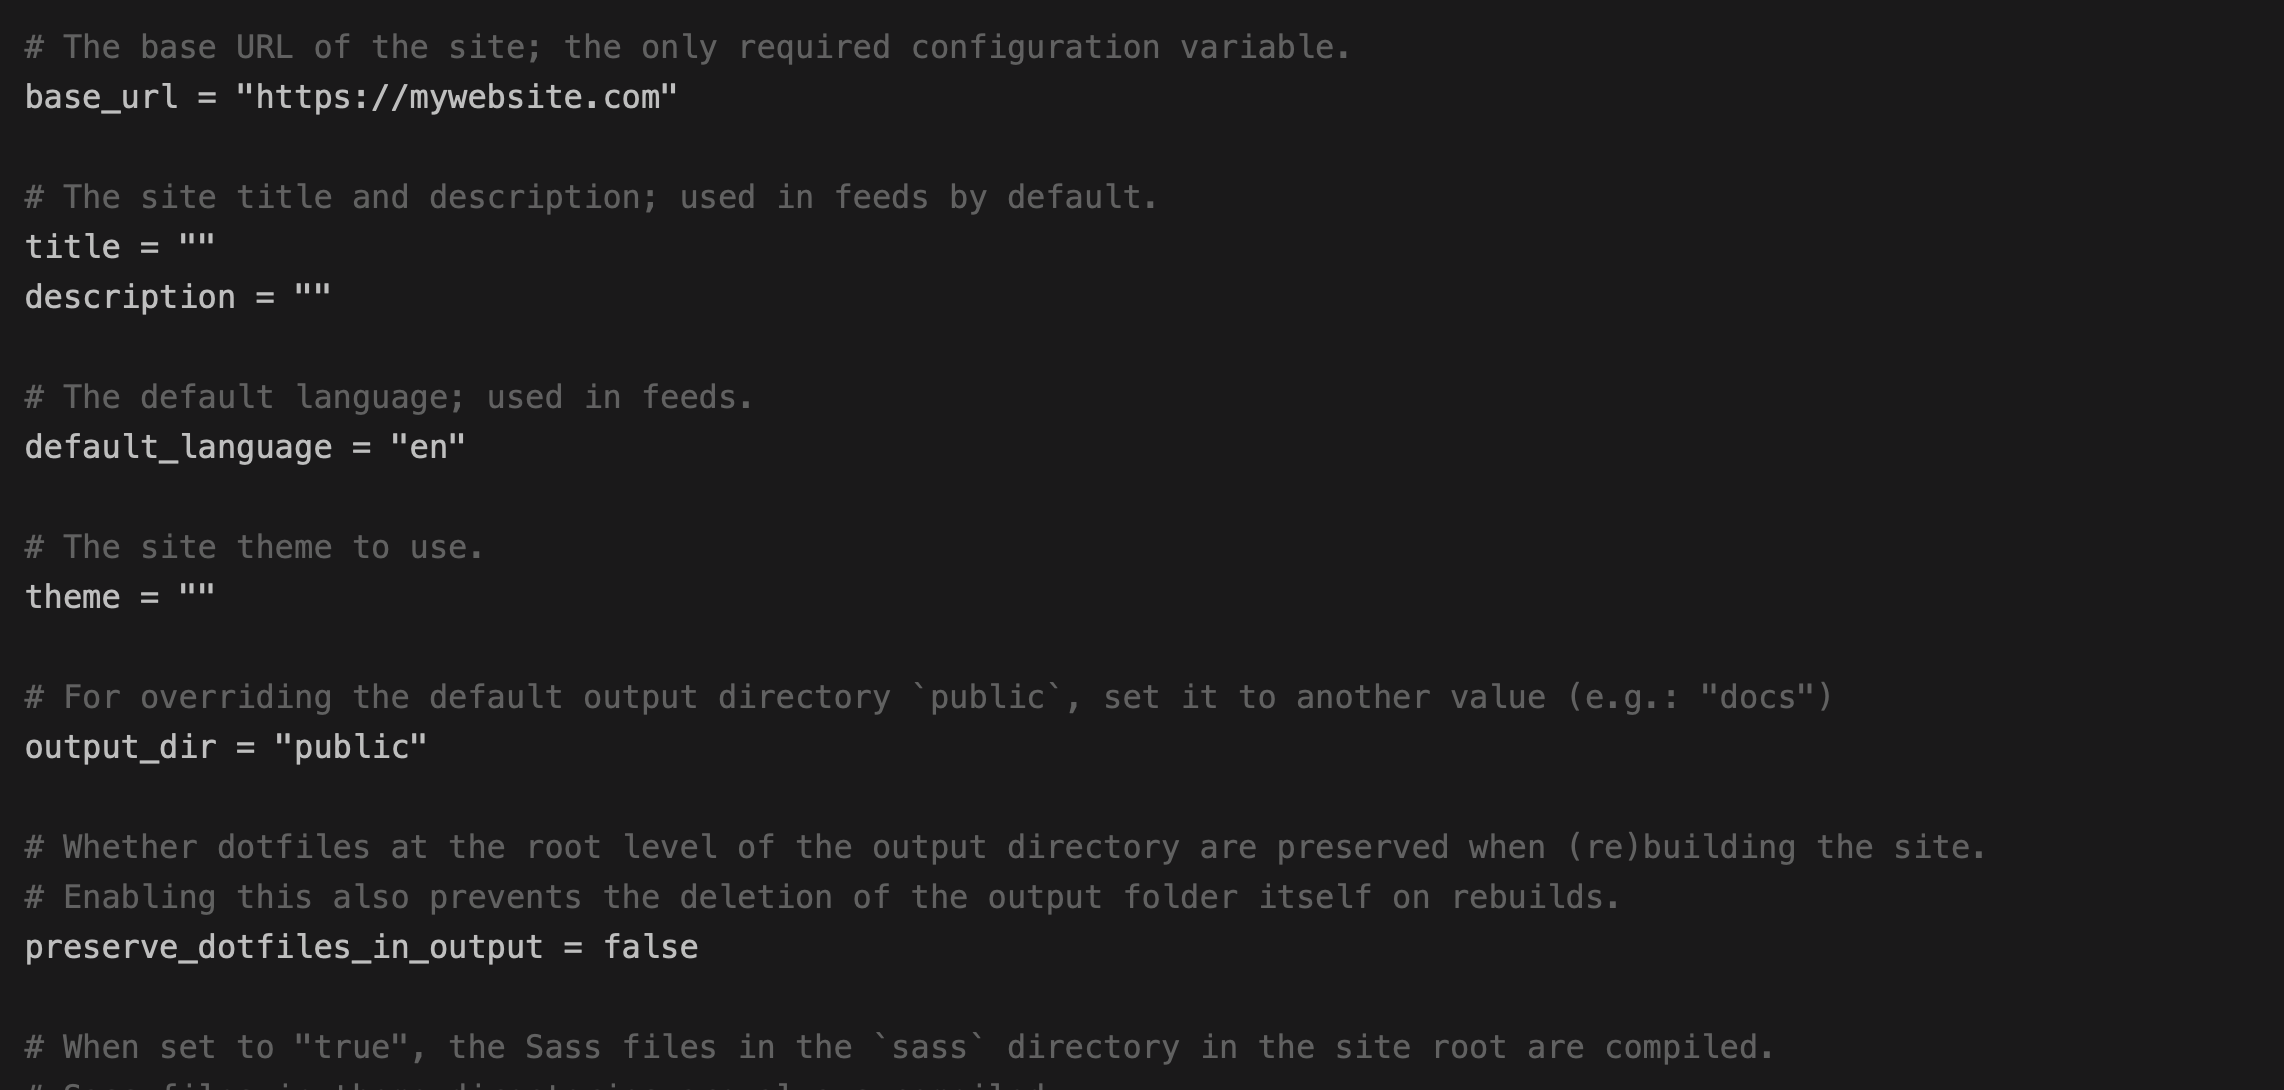 # The base URL of the site; the only required configuration variable.
base_url = "https://mywebsite.com"
# The site title and description; used in feeds by default.
title = ""
description = ""
# The default language; used in feeds.
default_language = "en"
# The site theme to use.
theme = ""
# For overriding the default output directory `public`, set it to another value (e.g.: "docs")
output_dir = "public"
# Whether dotfiles at the root level of the output directory are preserved when (re)building the site.
# Enabling this also prevents the deletion of the output folder itself on rebuilds.
preserve_dotfiles_in_output = false
# When set to "true", the Sass files in the `sass` directory in the site root are compiled.